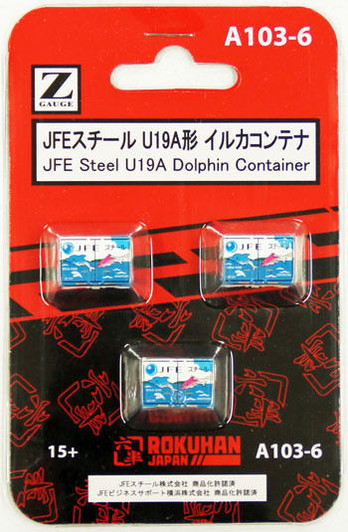 A103-6
Z
GAUGE
JFEスチール U19A形 イルカコンテナ
JFE Steel U19A Dolphin Container
JFE スチール
JFE スチール
JFE スチール
15+
六半
ROKUHAN
JAPAN
A103-6
JFEスチール株式会社 商品化許諾済
JFEビジネスサポート横浜株式会社 商品化許諾済